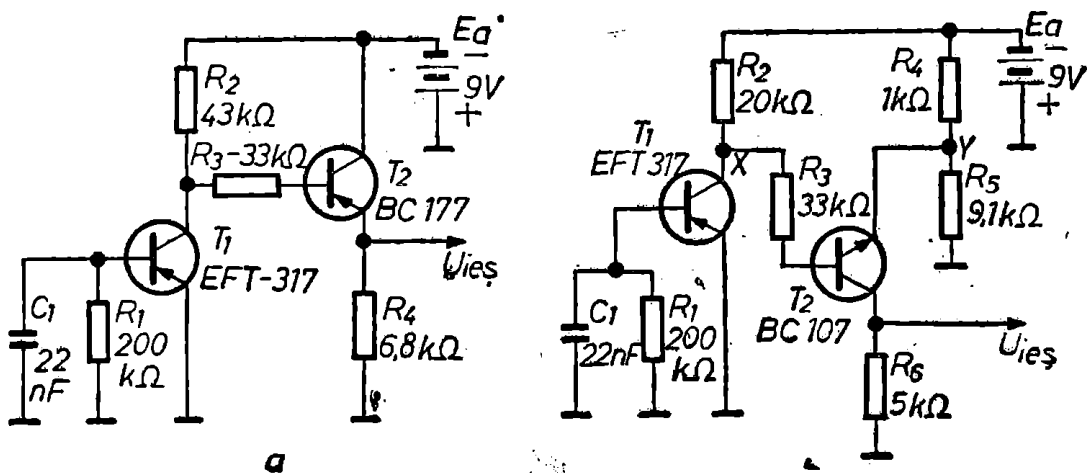 Ea
−
9V
+
R2
43kΩ
R3-33kΩ
T2
BC 177
T1
EFT-317
Uieş
C1
22
nF
R1
200
kΩ
R4
6,8kΩ
a
Ea
−
9V
+
R2
20kΩ
R4
1kΩ
T1
EFT 317
X
Y
R3
33kΩ
R5
9,1kΩ
T2
BC 107
Uieş
C1
22nF
R1
200
kΩ
R6
5kΩ